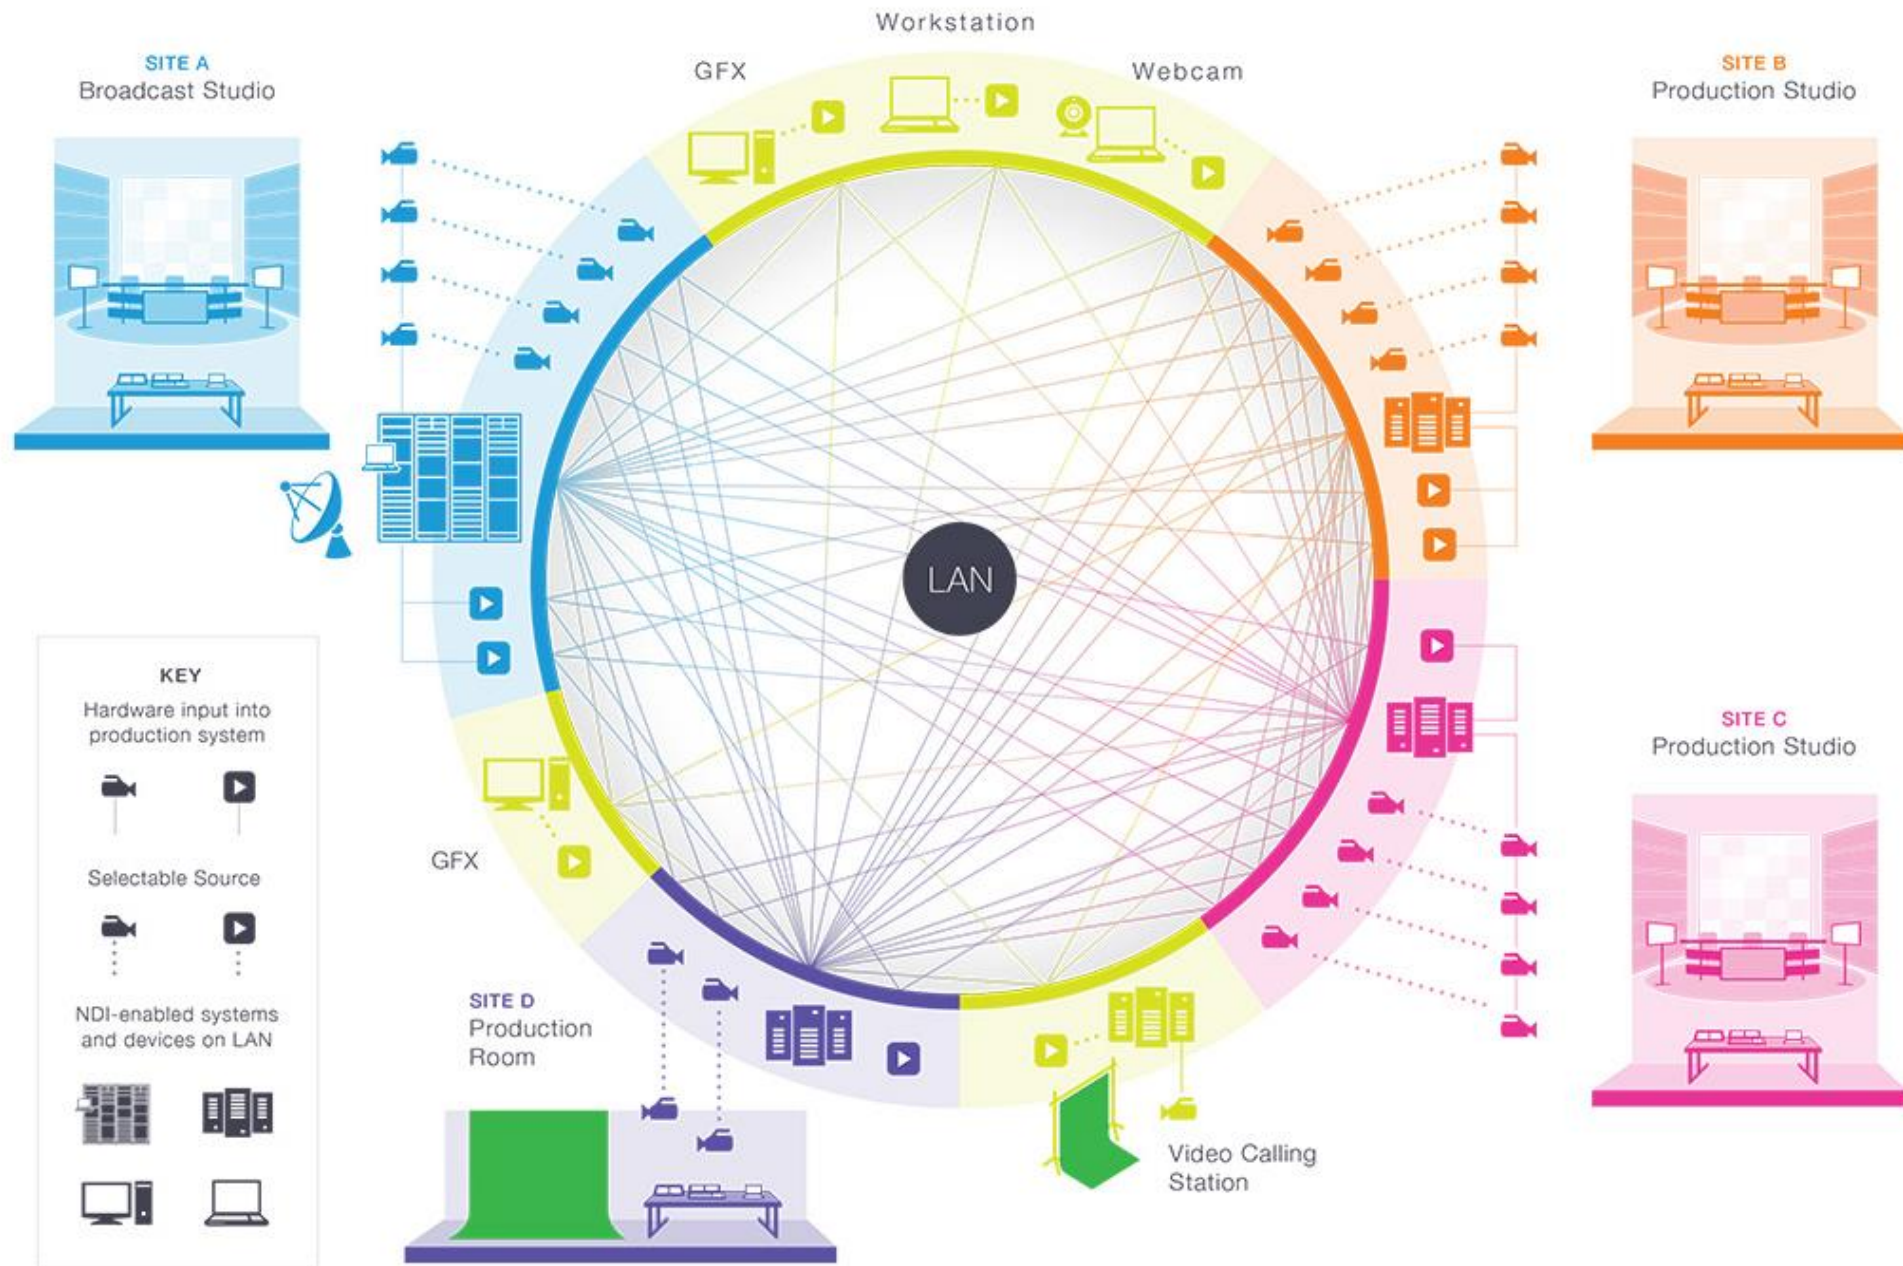 Workstation
GFX
Webcam
SITE A
Broadcast Studio
SITE B
Production Studio
LAN
KEY
Hardware input into
production system
Selectable Source
NDI-enabled systems
and devices on LAN
GFX
SITE C
Production Studio
SITE D
Production
Room
Video Calling
Station